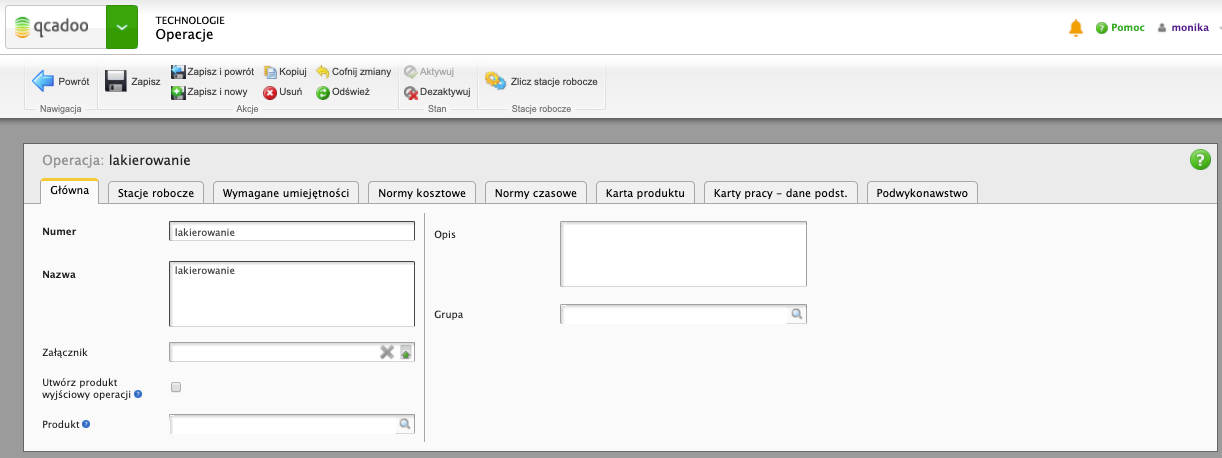 qcadoo
TECHNOLOGIE
Operacje
Pomoc
monika
Powrót
Zapisz
Zapisz i powrót
Kopiuj
Cofnij zmiany
Aktywuj
Zapisz i nowy
Usuń
Odśwież
Dezaktywuj
Zlicz stacje robocze
Nawigacja
Akcje
Stan
Stacje robocze
Operacja: lakierowanie
?
Główna
Stacje robocze
Wymagane umiejętności
Normy kosztowe
Normy czasowe
Karta produktu
Karty pracy - dane podst.
Podwykonawstwo
Numer
lakierowanie
Nazwa
lakierowanie
Załącznik
Utwórz produkt
wyjściowy operacji ?
Produkt ?
Opis
Grupa